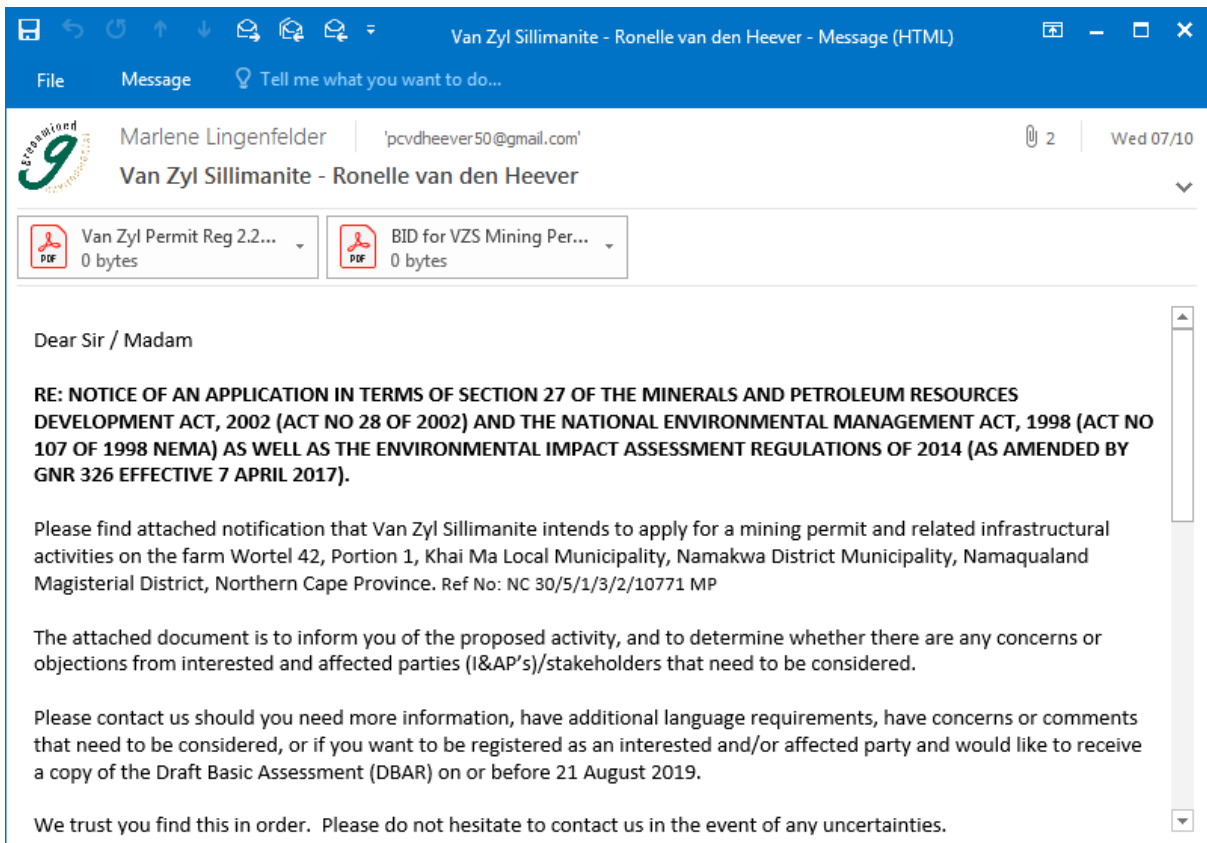 Van Zyl Sillimanite - Ronelle van den Heever - Message (HTML)
File Message Tell me what you want to do...
greenmined
Marlene Lingenfelder 'pcvdheever50@gmail.com' 2 Wed 07/10
Van Zyl Sillimanite - Ronelle van den Heever
Van Zyl Permit Reg 2.2... BID for VZS Mining Per...
PDF 0 bytes PDF 0 bytes
Dear Sir / Madam
RE: NOTICE OF AN APPLICATION IN TERMS OF SECTION 27 OF THE MINERALS AND PETROLEUM RESOURCES
DEVELOPMENT ACT, 2002 (ACT NO 28 OF 2002) AND THE NATIONAL ENVIRONMENTAL MANAGEMENT ACT, 1998 (ACT NO
107 OF 1998 NEMA) AS WELL AS THE ENVIRONMENTAL IMPACT ASSESSMENT REGULATIONS OF 2014 (AS AMENDED BY
GNR 326 EFFECTIVE 7 APRIL 2017).
Please find attached notification that Van Zyl Sillimanite intends to apply for a mining permit and related infrastructural
activities on the farm Wortel 42, Portion 1, Khai Ma Local Municipality, Namakwa District Municipality, Namaqualand
Magisterial District, Northern Cape Province. Ref No: NC 30/5/1/3/2/10771 MP
The attached document is to inform you of the proposed activity, and to determine whether there are any concerns or
objections from interested and affected parties (I&AP's)/stakeholders that need to be considered.
Please contact us should you need more information, have additional language requirements, have concerns or comments
that need to be considered, or if you want to be registered as an interested and/or affected party and would like to receive
a copy of the Draft Basic Assessment (DBAR) on or before 21 August 2019.
We trust you find this in order.  Please do not hesitate to contact us in the event of any uncertainties.